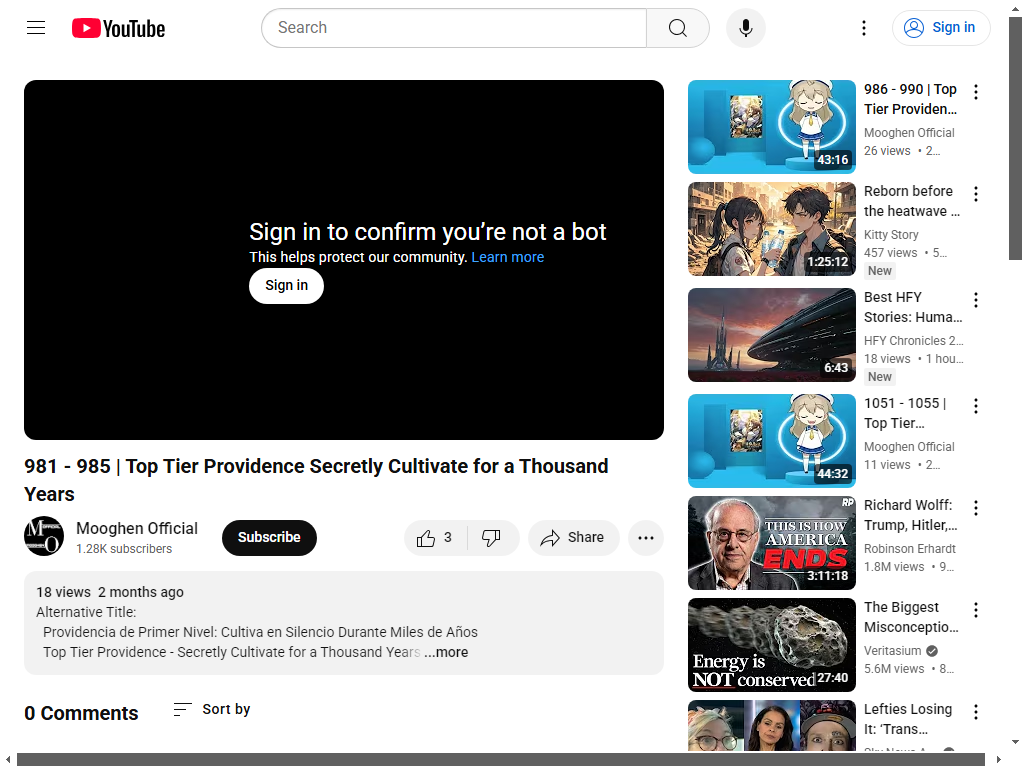 YouTube
Search
Sign in
Sign in to confirm you’re not a bot
This helps protect our community. Learn more
Sign in
981 - 985 | Top Tier Providence Secretly Cultivate for a Thousand
Years
Mooghen Official
1.28K subscribers
Subscribe
3
Share
18 views 2 months ago
Alternative Title:
Providencia de Primer Nivel: Cultiva en Silencio Durante Miles de Años
Top Tier Providence - Secretly Cultivate for a Thousand Years ...more
0 Comments
Sort by
43:16
986 - 990 | Top
Tier Providen...
Mooghen Official
26 views • 2...
1:25:12
Reborn before
the heatwave ...
Kitty Story
457 views • 5...
New
6:43
Best HFY
Stories: Huma...
HFY Chronicles 2...
18 views • 1 hou...
New
44:32
1051 - 1055 |
Top Tier...
Mooghen Official
11 views • 2...
RP
THIS IS HOW
AMERICA
ENDS
3:11:18
Richard Wolff:
Trump, Hitler,...
Robinson Erhardt
1.8M views • 9...
Energy is
NOT conserved
27:40
The Biggest
Misconceptio...
Veritasium
5.6M views • 8...
Lefties Losing
It: ‘Trans...